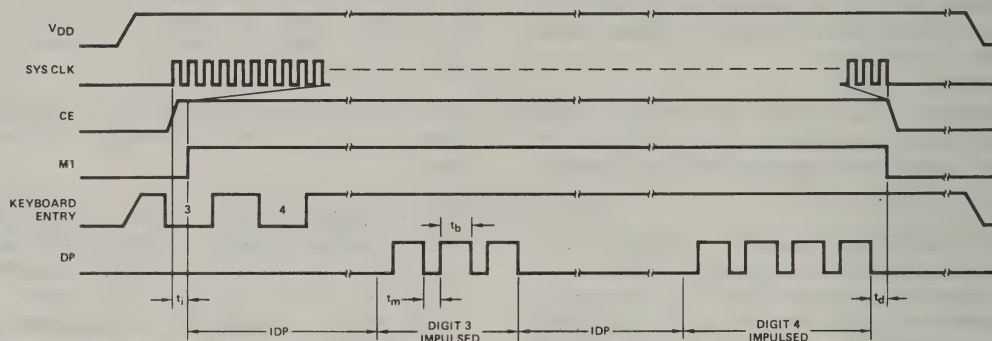 VDD
SYS CLK
CE
M1
KEYBOARD
ENTRY
3
4
tb
DP
ti
tm
td
IDP
DIGIT 3
IMPULSED
IDP
DIGIT 4
IMPULSED